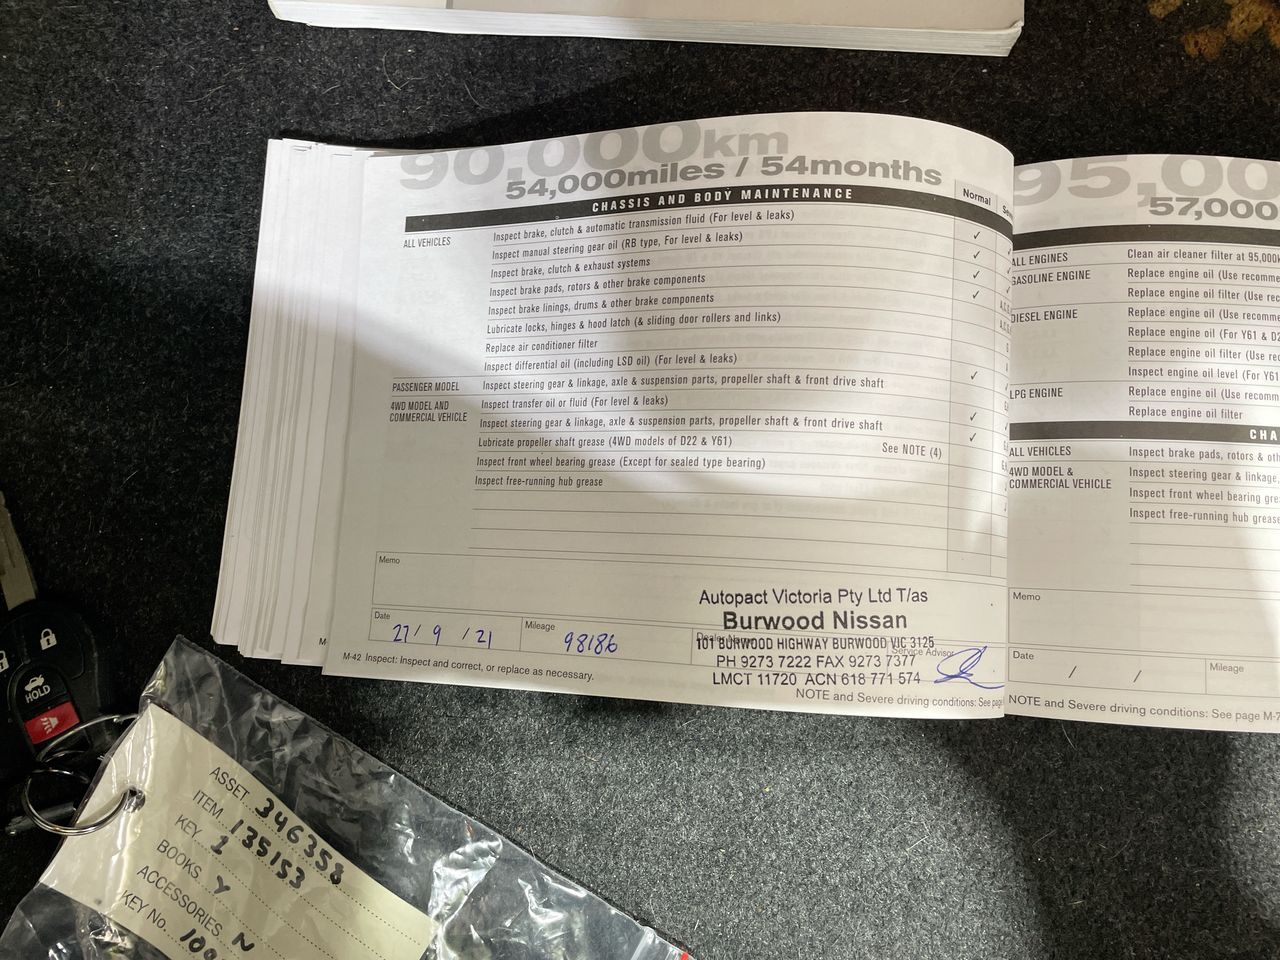 90,000km
54,000miles / 54months
CHASSIS AND BODY MAINTENANCE
Normal
ALL VEHICLES
Inspect brake, clutch & automatic transmission fluid (For level & leaks) ✓
Inspect manual steering gear oil (RB type, For level & leaks) ✓
Inspect brake, clutch & exhaust systems ✓
Inspect brake pads, rotors & other brake components ✓
Inspect brake linings, drums & other brake components
Lubricate locks, hinges & hood latch (& sliding door rollers and links)
Replace air conditioner filter
Inspect differential oil (including LSD oil) (For level & leaks) ✓
PASSENGER MODEL
Inspect steering gear & linkage, axle & suspension parts, propeller shaft & front drive shaft
4WD MODEL AND
COMMERCIAL VEHICLE
Inspect transfer oil or fluid (For level & leaks) ✓
Inspect steering gear & linkage, axle & suspension parts, propeller shaft & front drive shaft ✓
Lubricate propeller shaft grease (4WD models of D22 & Y61) See NOTE (4)
Inspect front wheel bearing grease (Except for sealed type bearing)
Inspect free-running hub grease
Memo
Date
27/ 9 / 21
Mileage
98186
Autopact Victoria Pty Ltd T/as
Burwood Nissan
101 BURWOOD HIGHWAY BURWOOD VIC 3125
PH 9273 7222 FAX 9273 7377
LMCT 11720 ACN 618 771 574
Dealer Name
Service Advisor
M-42 Inspect: Inspect and correct, or replace as necessary.
NOTE and Severe driving conditions: See
95,00
57,000
ALL ENGINES
Clean air cleaner filter at 95,000k
GASOLINE ENGINE
Replace engine oil (Use recomme
Replace engine oil filter (Use rec
DIESEL ENGINE
Replace engine oil (Use recomme
Replace engine oil (For Y61 & D2
Replace engine oil filter (Use rec
Inspect engine oil level (For Y61
LPG ENGINE
Replace engine oil (Use recomm
Replace engine oil filter
CHA
ALL VEHICLES
Inspect brake pads, rotors & oth
4WD MODEL &
COMMERCIAL VEHICLE
Inspect steering gear & linkage,
Inspect front wheel bearing gre
Inspect free-running hub grease
Memo
Date
/ /
Mileage
NOTE and Severe driving conditions: See page M-7
HOLD
ASSET 346358
ITEM 135153
KEY 1
BOOKS Y
ACCESSORIES N
KEY No. 100